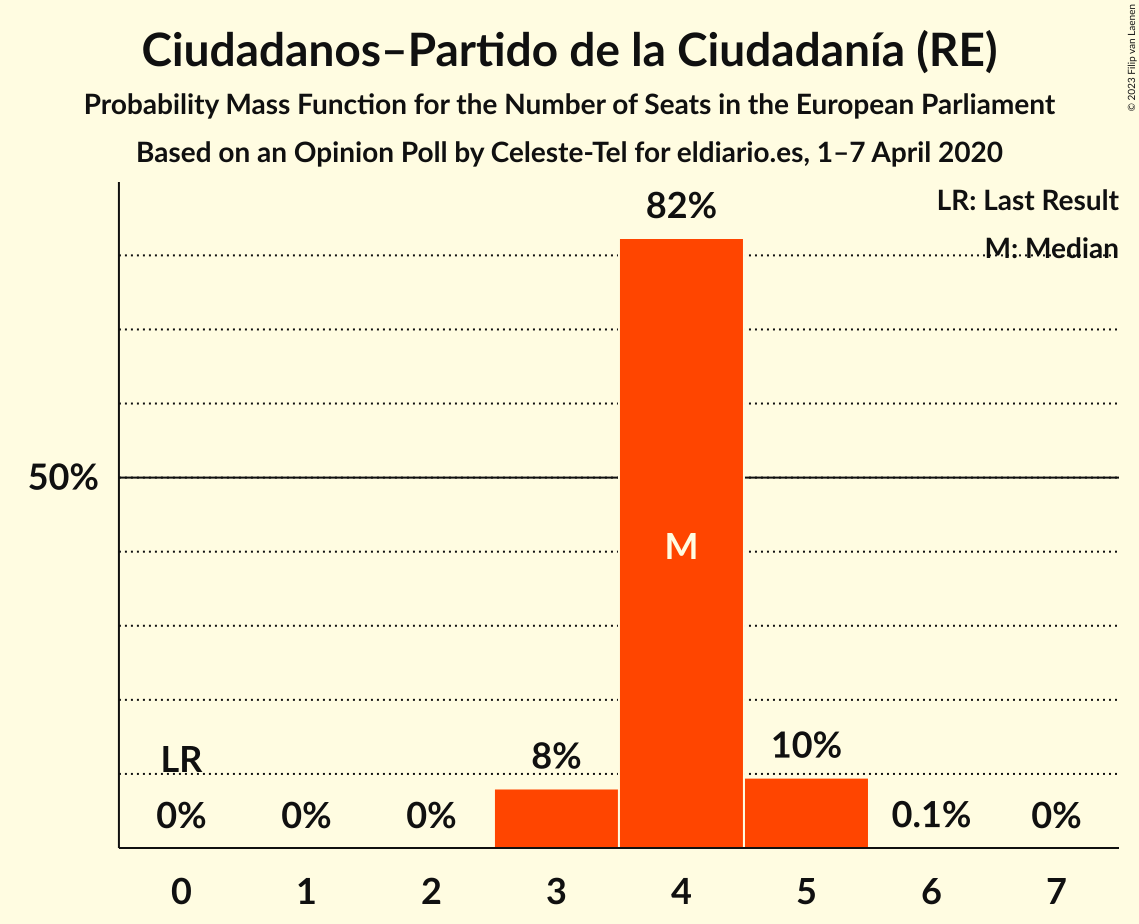 Ciudadanos–Partido de la Ciudadanía (RE)
Probability Mass Function for the Number of Seats in the European Parliament
Based on an Opinion Poll by Celeste-Tel for eldiario.es, 1–7 April 2020
© 2023 Filip van Laenen
LR: Last Result
M: Median
82%
50%
M
LR
8%
10%
0% 0% 0% 0.1% 0%
0 1 2 3 4 5 6 7